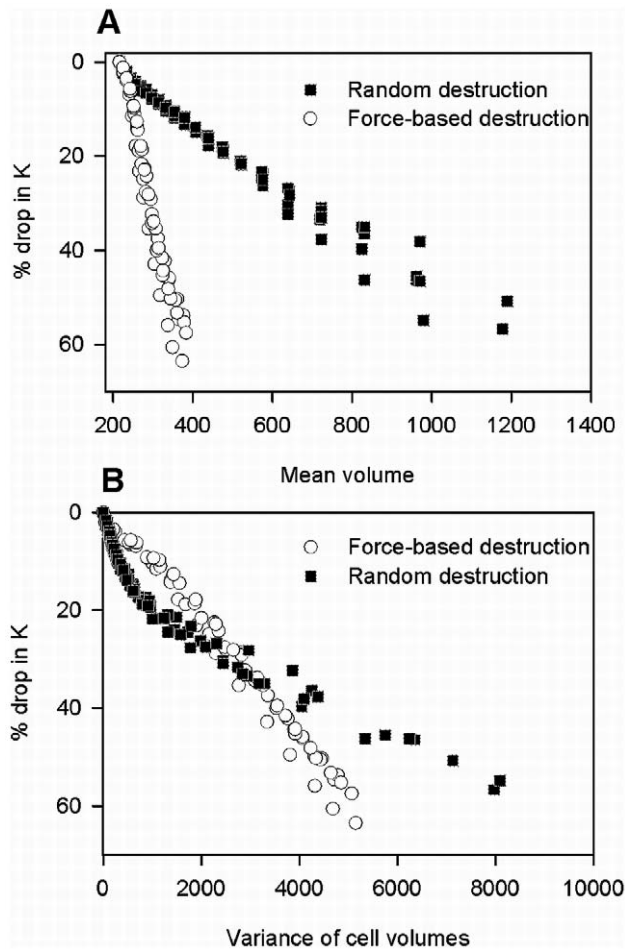 A
0
20
40
60
% drop in K
Random destruction
Force-based destruction
200 400 600 800 1000 1200 1400
Mean volume
B
0
20
40
60
% drop in K
Force-based destruction
Random destruction
0 2000 4000 6000 8000 10000
Variance of cell volumes